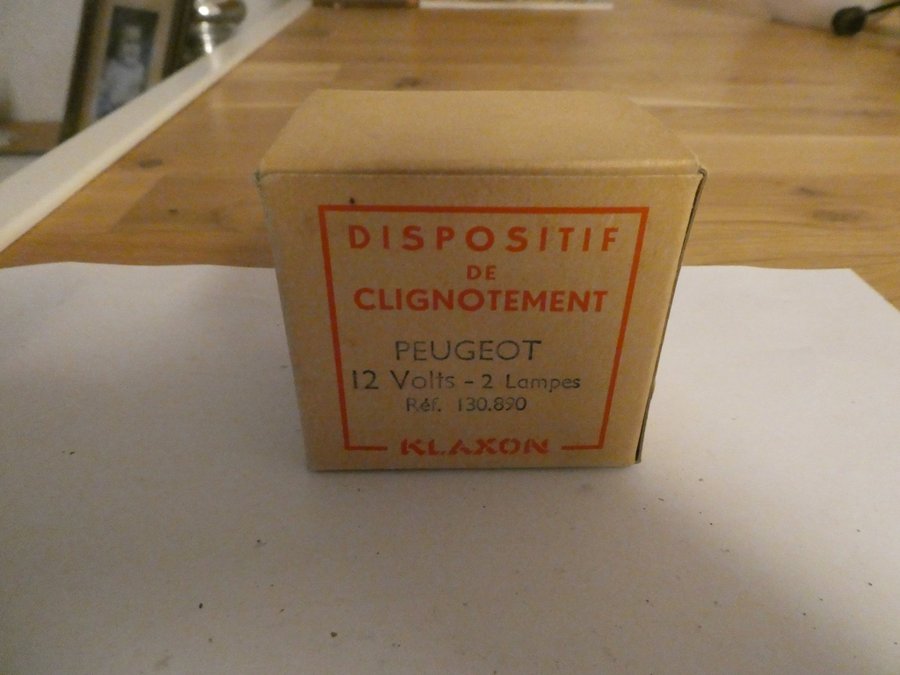 DISPOSITIF
DE
CLIGNOTEMENT
PEUGEOT
12 Volts - 2 Lampes
Réf. 130.890
KLAXON